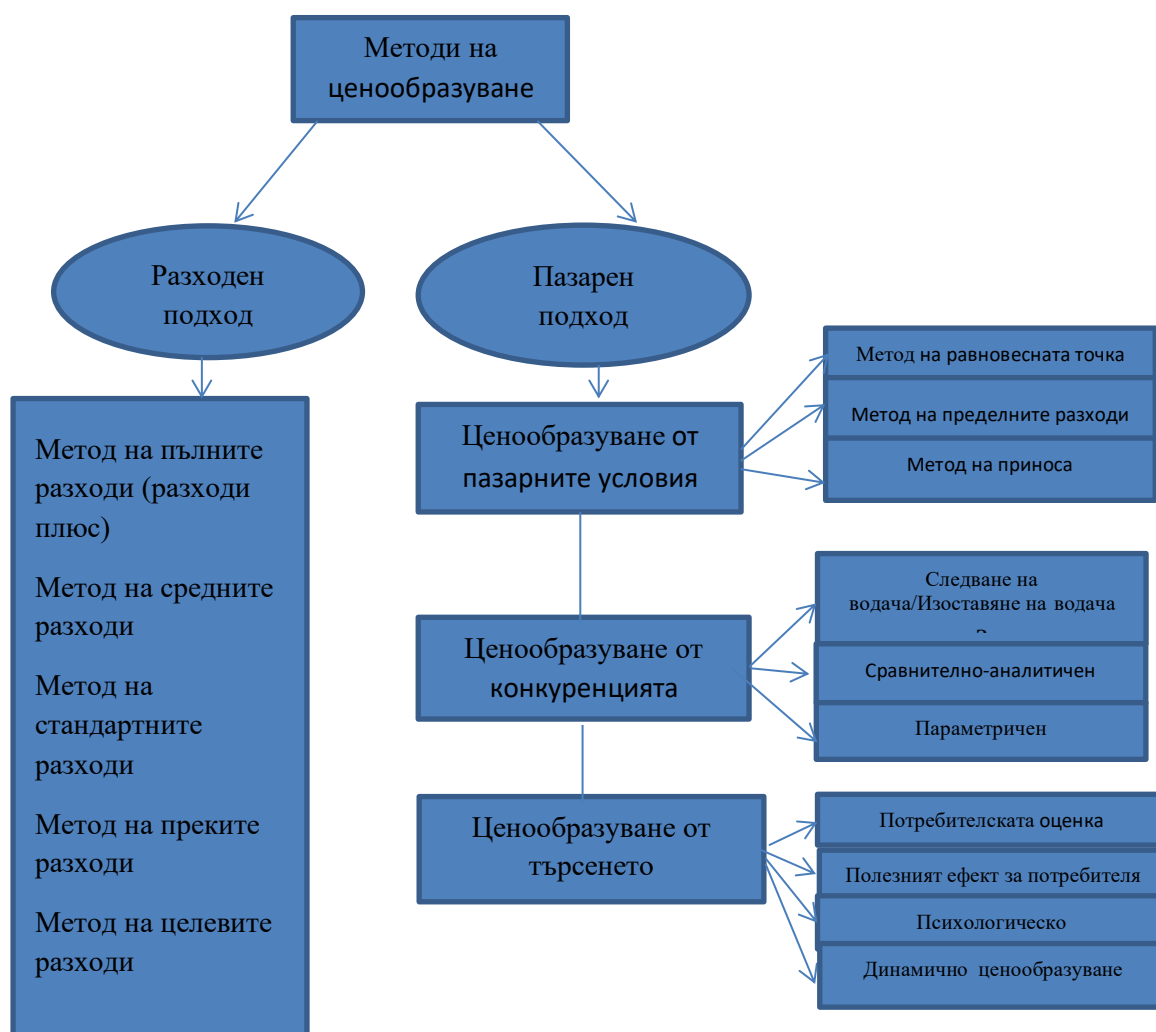 Методи на
ценообразуване
Разходен
подход
Пазарен
подход
Метод на пълните
разходи (разходи
плюс)
Метод на средните
разходи
Метод на
стандартните
разходи
Метод на преките
разходи
Метод на целевите
разходи
Ценообразуване от
пазарните условия
Метод на равновесната точка
Метод на пределните разходи
Метод на приноса
Ценообразуване от
конкуренцията
Следване на
водача/Изоставяне на водача
Сравнително-аналитичен
Параметричен
Ценообразуване от
търсенето
Потребителската оценка
Полезният ефект за потребителя
Психологическо
Динамично ценообразуване